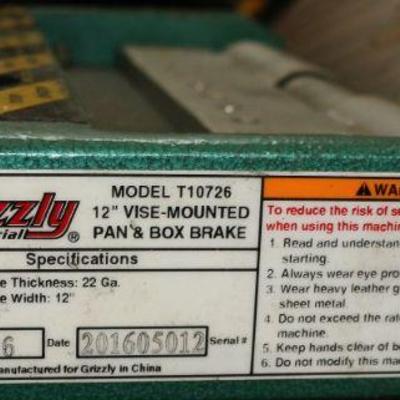 zzly
rial ®
MODEL T10726
12" VISE-MOUNTED
PAN & BOX BRAKE
Specifications
e Thickness: 22 Ga.
e Width: 12"
6 Date 201605012 Serial #
anufactured for Grizzly in China
WA
To reduce the risk of se
when using this machin
1. Read and understand
starting.
2. Always wear eye pro
3. Wear heavy leather g
sheet metal.
4. Do not exceed the rat
machine.
5. Keep hands clear of b
6. Do not modify this ma